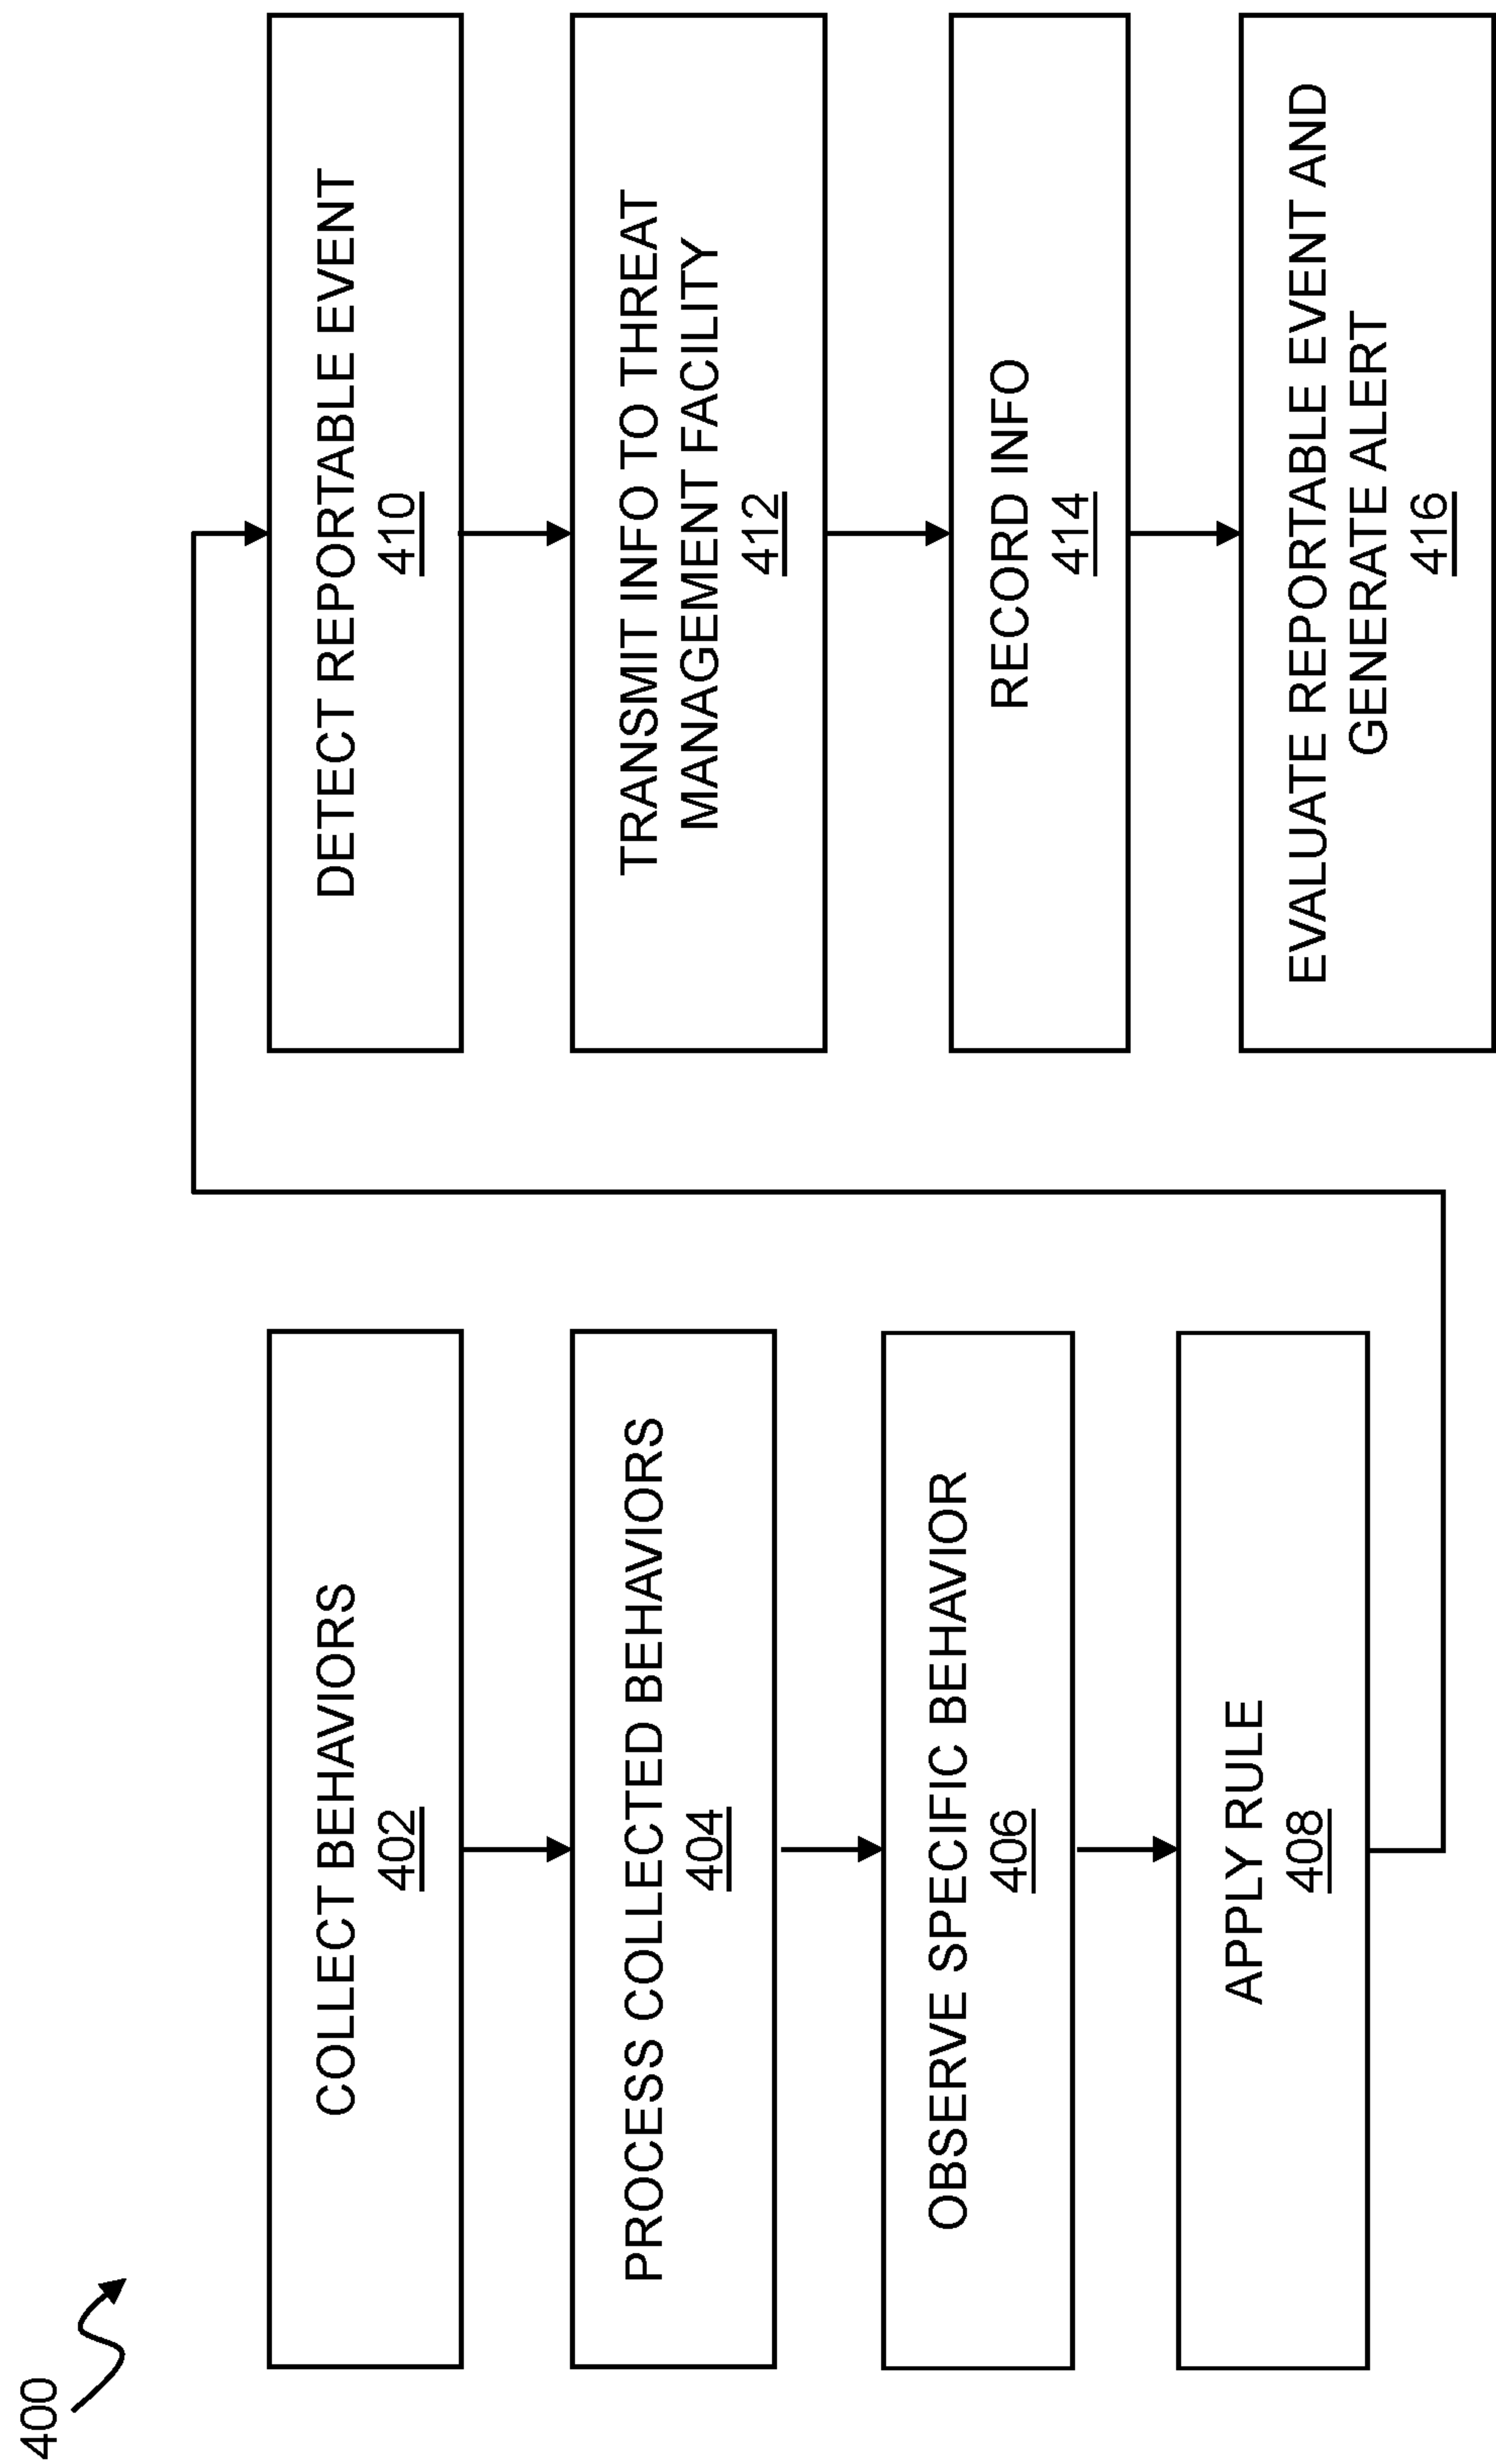 400
COLLECT BEHAVIORS
402
PROCESS COLLECTED BEHAVIORS
404
OBSERVE SPECIFIC BEHAVIOR
406
APPLY RULE
408
DETECT REPORTABLE EVENT
410
TRANSMIT INFO TO THREAT
MANAGEMENT FACILITY
412
RECORD INFO
414
EVALUATE REPORTABLE EVENT AND
GENERATE ALERT
416